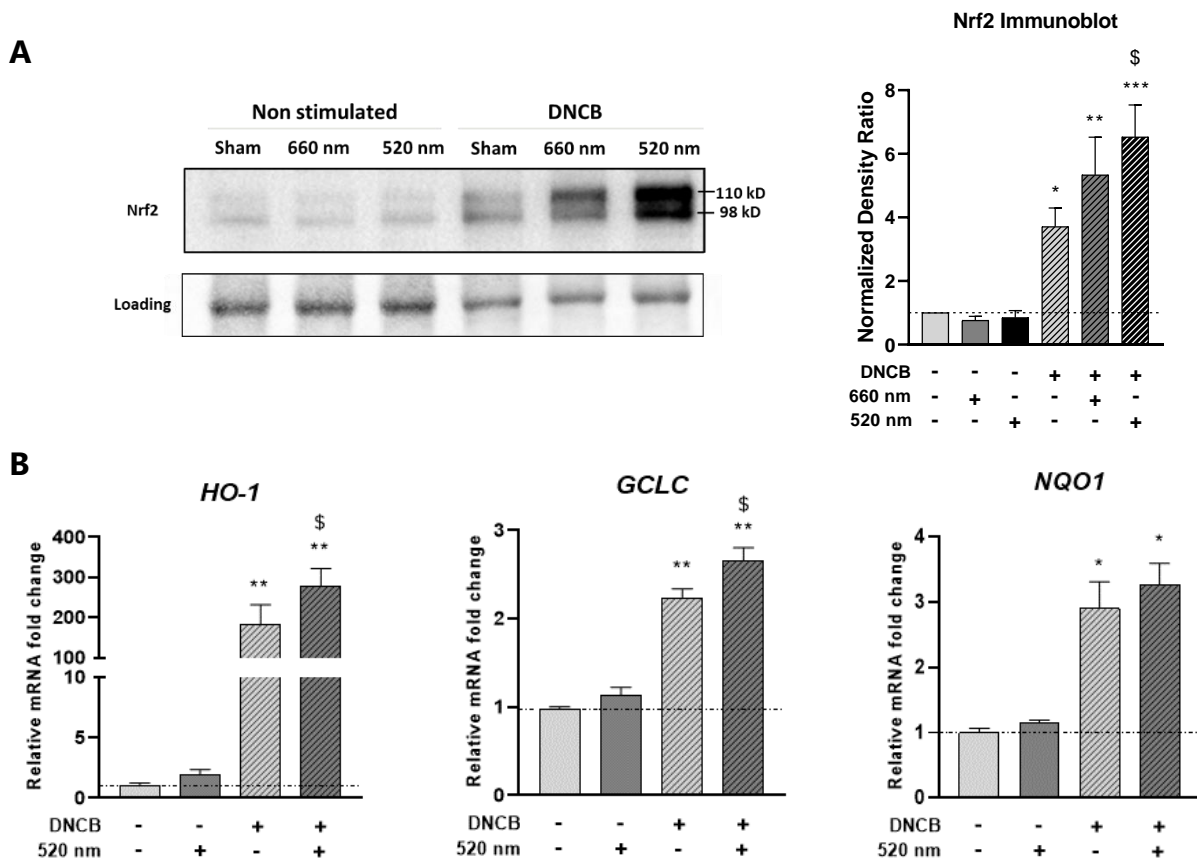 A
Non stimulated DNCB
Sham 660 nm 520 nm Sham 660 nm 520 nm
Nrf2
110 kD
98 kD
Loading
Nrf2 Immunoblot
Normalized Density Ratio
8
6
4
2
0
*
**
***
$
DNCB - - - + + +
660 nm - + - - + -
520 nm - - + - - +
B
HO-1
Relative mRNA fold change
400
300
200
100
10
5
0
**
**
$
DNCB - - + +
520 nm - + - +
GCLC
Relative mRNA fold change
3
2
1
0
**
**
$
DNCB - - + +
520 nm - + - +
NQO1
Relative mRNA fold change
4
3
2
1
0
*
*
DNCB - - + +
520 nm - + - +